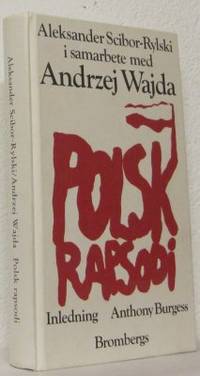 Aleksander Scibor-Rylski
i samarbete med
Andrzej Wajda
POLSK
RAPSODI
Inledning Anthony Burgess
Brombergs
Aleksander Scibor-Rylski/Andrzej Wajda Polsk rapsodi